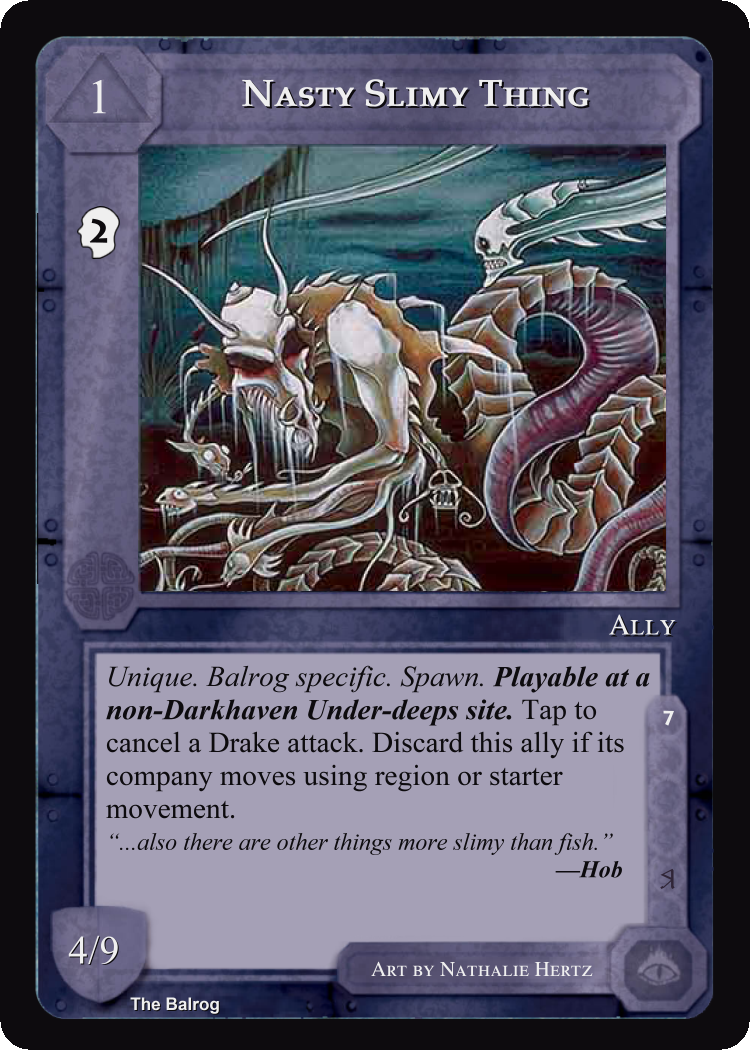 1
Nasty Slimy Thing
2
Ally
Unique. Balrog specific. Spawn. Playable at a
non-Darkhaven Under-deeps site. Tap to
cancel a Drake attack. Discard this ally if its
company moves using region or starter
movement.
“...also there are other things more slimy than fish.”
—Hob
7
4/9
Art by Nathalie Hertz
The Balrog